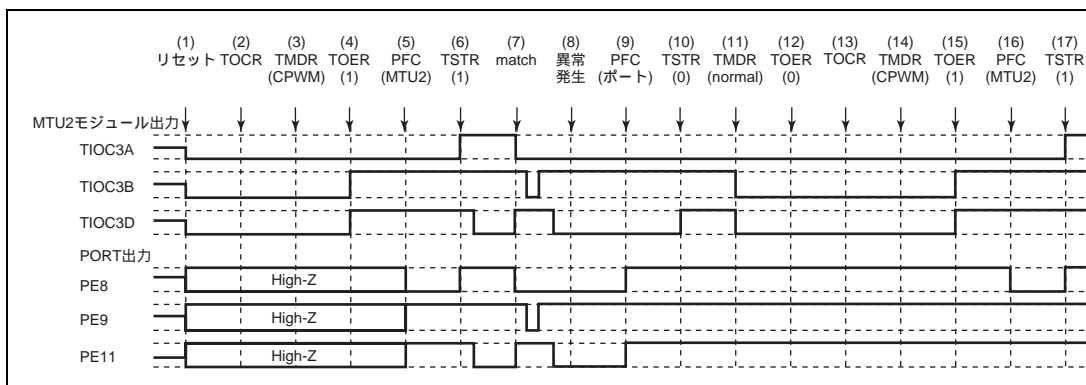 (1) (2) (3) (4) (5) (6) (7) (8) (9) (10) (11) (12) (13) (14) (15) (16) (17)
リセット TOCR TMDR TOER PFC TSTR match 異常 PFC TSTR TMDR TOER TOCR TMDR TOER PFC TSTR
(CPWM) (1) (MTU2) (1) 発生 (ポート) (0) (normal) (0) (CPWM) (1) (MTU2) (1)
MTU2モジュール出力
TIOC3A
TIOC3B
TIOC3D
PORT出力
PE8 High-Z
PE9 High-Z
PE11 High-Z